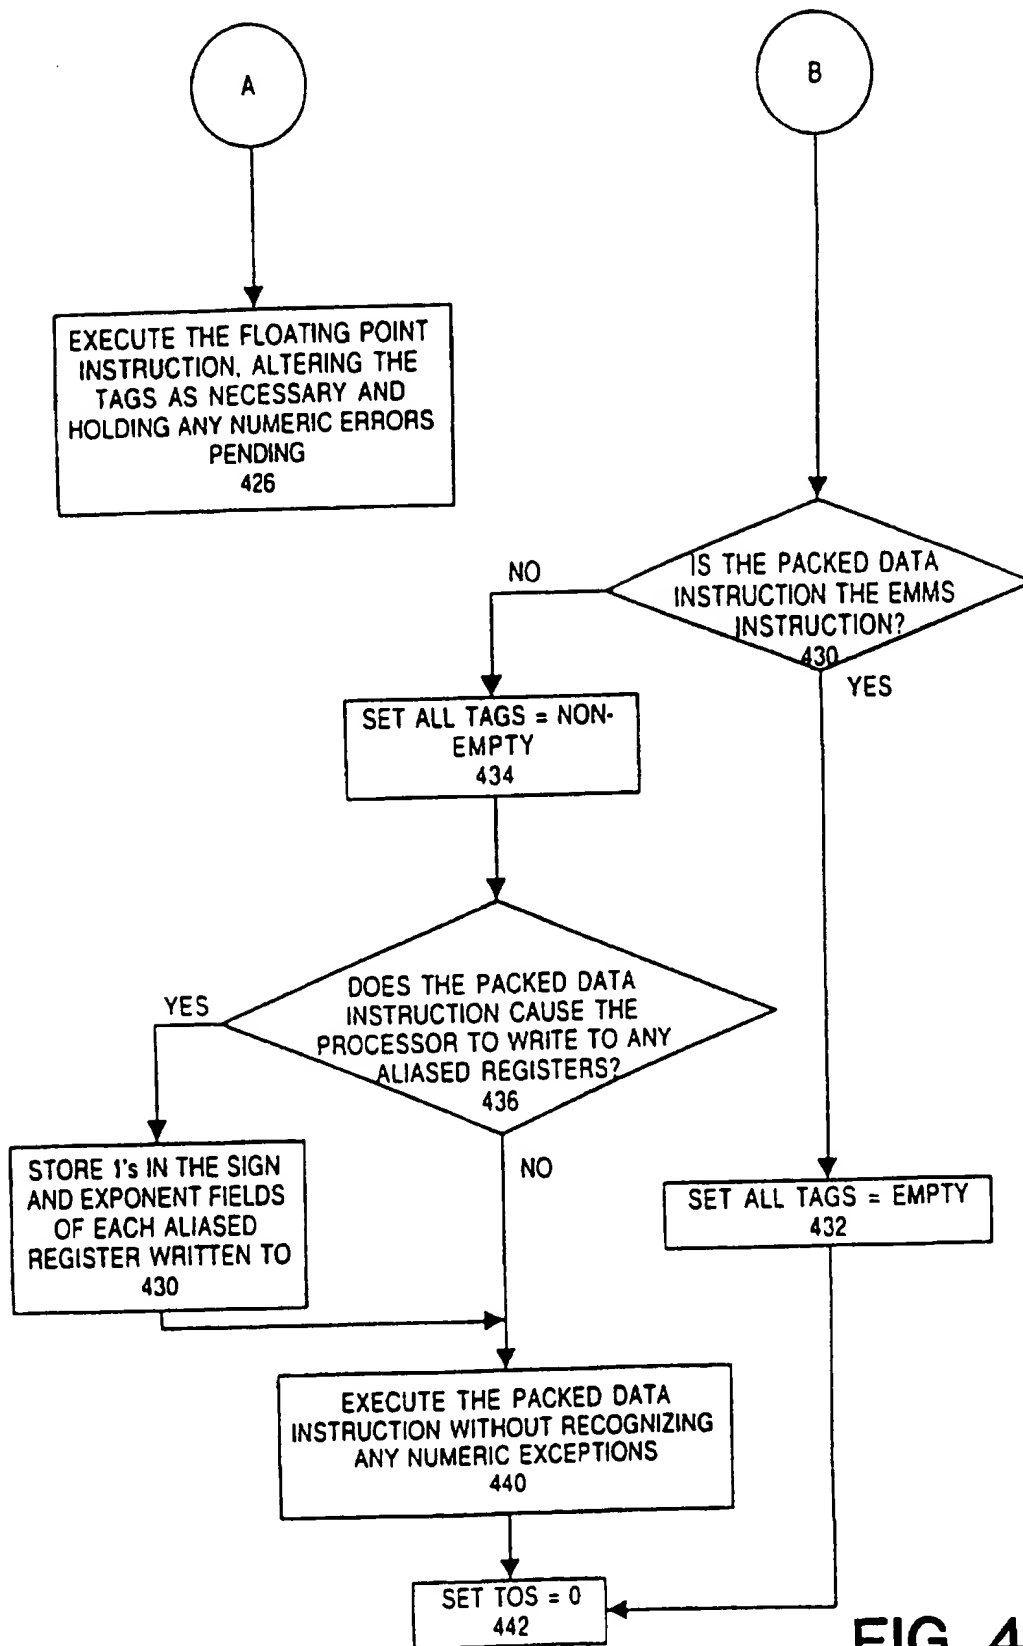 A
B
EXECUTE THE FLOATING POINT
INSTRUCTION, ALTERING THE
TAGS AS NECESSARY AND
HOLDING ANY NUMERIC ERRORS
PENDING
426
IS THE PACKED DATA
INSTRUCTION THE EMMS
INSTRUCTION?
430
NO
YES
SET ALL TAGS = NON-
EMPTY
434
DOES THE PACKED DATA
INSTRUCTION CAUSE THE
PROCESSOR TO WRITE TO ANY
ALIASED REGISTERS?
436
YES
NO
STORE 1's IN THE SIGN
AND EXPONENT FIELDS
OF EACH ALIASED
REGISTER WRITTEN TO
430
SET ALL TAGS = EMPTY
432
EXECUTE THE PACKED DATA
INSTRUCTION WITHOUT RECOGNIZING
ANY NUMERIC EXCEPTIONS
440
SET TOS = 0
442
FIG. 4